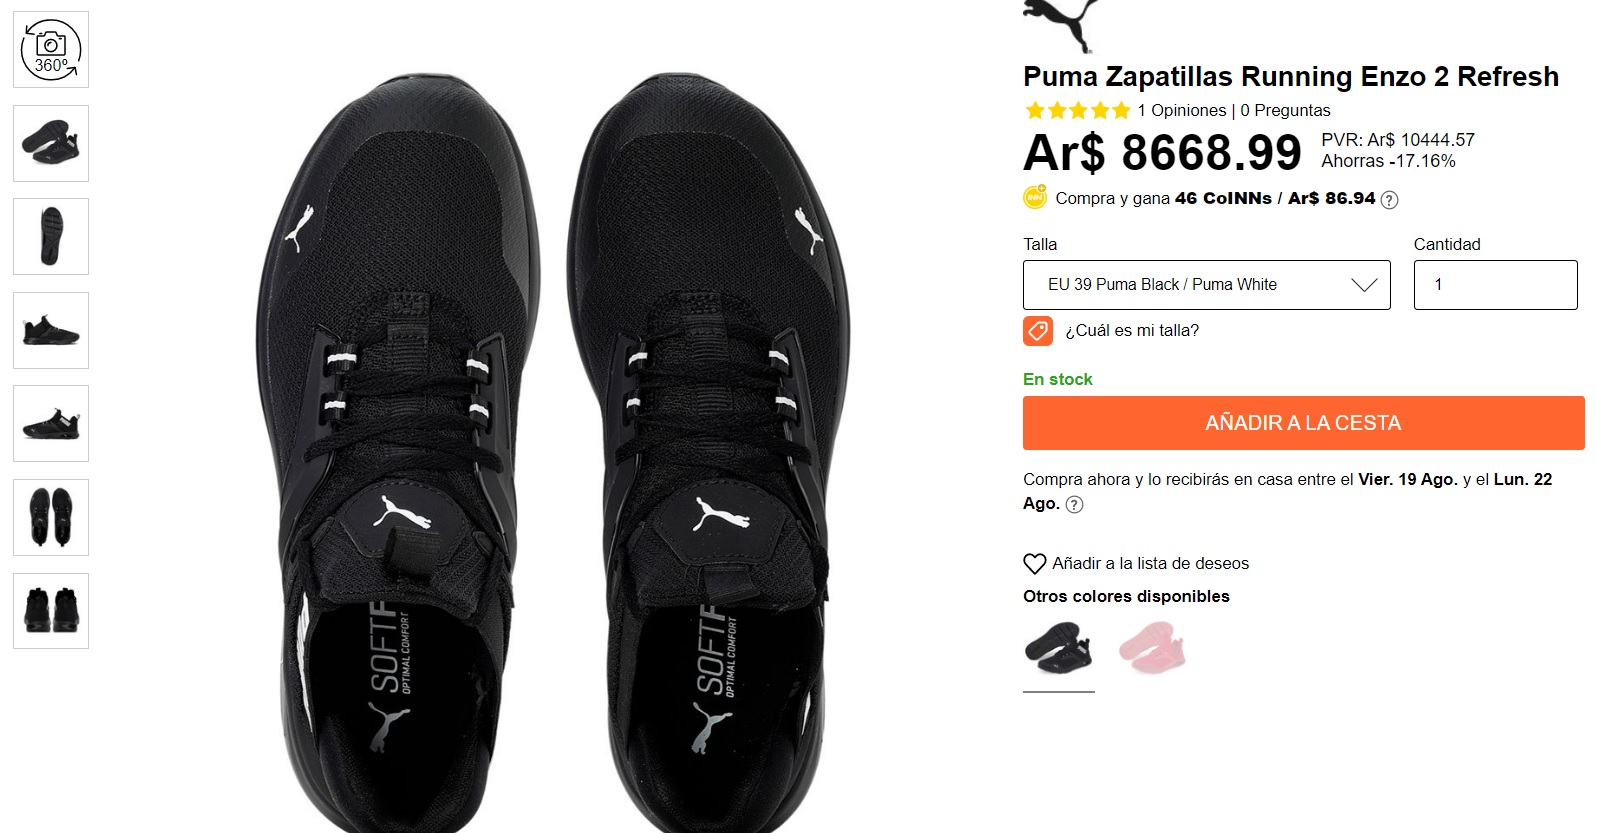 360º
Puma Zapatillas Running Enzo 2 Refresh
1 Opiniones | 0 Preguntas
Ar$ 8668.99
PVR: Ar$ 10444.57
Ahorras -17.16%
INN
Compra y gana 46 CoINNs / Ar$ 86.94 ?
Talla
Cantidad
EU 39 Puma Black / Puma White
1
¿Cuál es mi talla?
En stock
AÑADIR A LA CESTA
Compra ahora y lo recibirás en casa entre el Vier. 19 Ago. y el Lun. 22
Ago. ?
Añadir a la lista de deseos
Otros colores disponibles
SOFTF
OPTIMAL COMFORT
SOFTF
OPTIMAL COMFORT